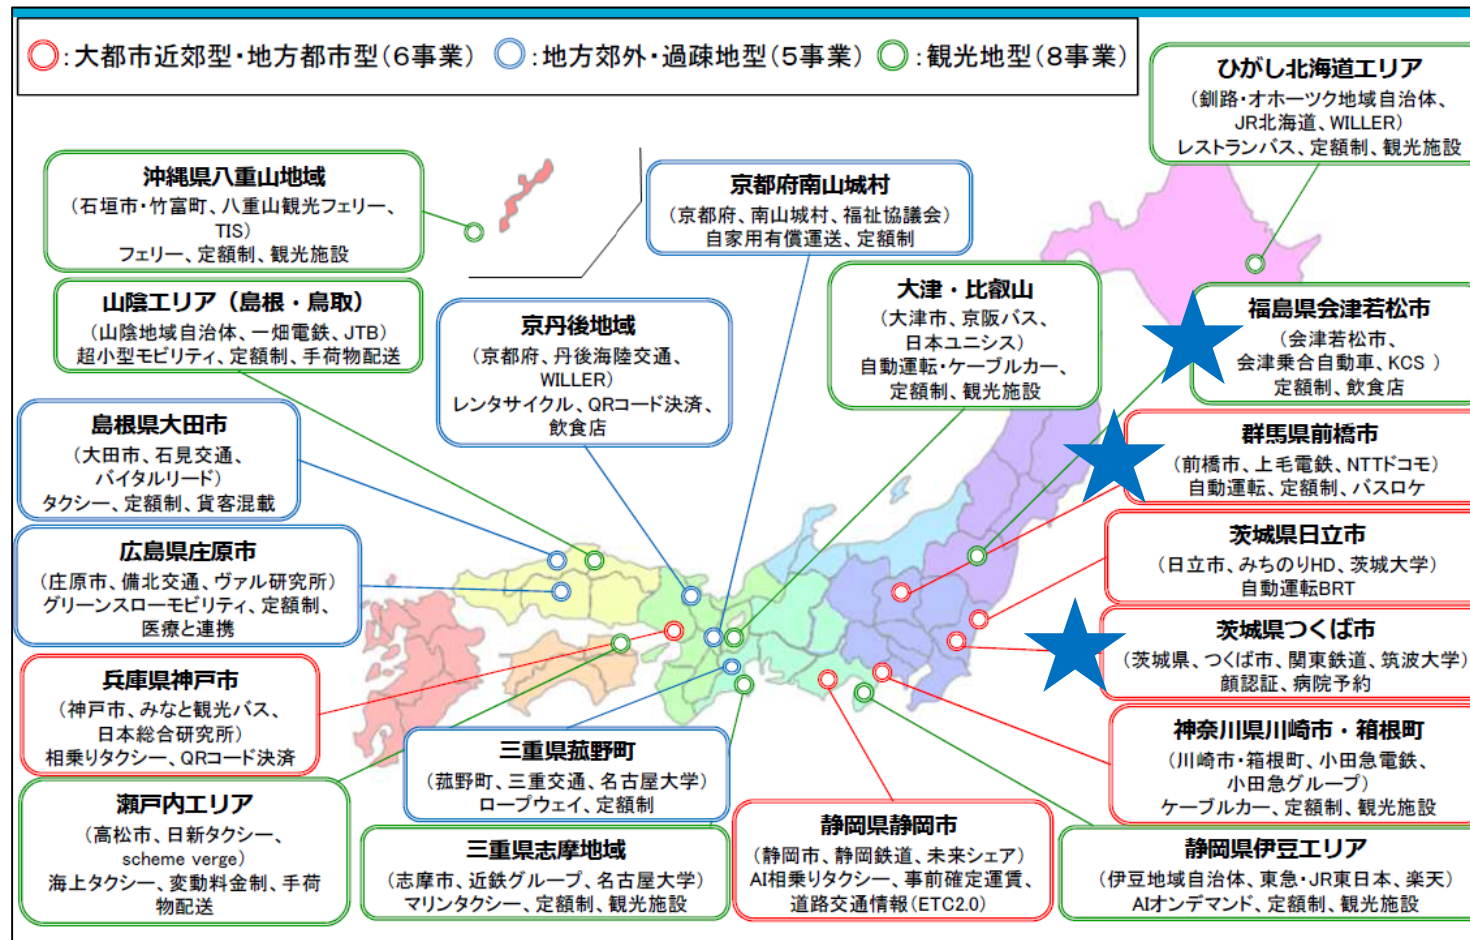 ○:大都市近郊型・地方都市型(6事業) ○:地方郊外・過疎地型(5事業) ○:観光地型(8事業)
ひがし北海道エリア
(釧路・オホーツク地域自治体、
JR北海道、WILLER)
レストランバス、定額制、観光施設
沖縄県八重山地域
(石垣市・竹富町、八重山観光フェリー、
TIS)
フェリー、定額制、観光施設
京都府南山城村
(京都府、南山城村、福祉協議会)
自家用有償運送、定額制
山陰エリア(島根・鳥取)
(山陰地域自治体、一畑電鉄、JTB)
超小型モビリティ、定額制、手荷物配送
京丹後地域
(京都府、丹後海陸交通、
WILLER)
レンタサイクル、QRコード決済、
飲食店
大津・比叡山
(大津市、京阪バス、
日本ユニシス)
自動運転・ケーブルカー、
定額制、観光施設
福島県会津若松市
(会津若松市、
会津乗合自動車、KCS )
定額制、飲食店
島根県大田市
(大田市、石見交通、
バイタルリード)
タクシー、定額制、貨客混載
群馬県前橋市
(前橋市、上毛電鉄、NTTドコモ)
自動運転、定額制、バスロケ
広島県庄原市
(庄原市、備北交通、ヴァル研究所)
グリーンスローモビリティ、定額制、
医療と連携
茨城県日立市
(日立市、みちのりHD、茨城大学)
自動運転BRT
茨城県つくば市
(茨城県、つくば市、関東鉄道、筑波大学)
顔認証、病院予約
兵庫県神戸市
(神戸市、みなと観光バス、
日本総合研究所)
相乗りタクシー、QRコード決済
三重県菰野町
(菰野町、三重交通、名古屋大学)
ロープウェイ、定額制
神奈川県川崎市・箱根町
(川崎市・箱根町、小田急電鉄、
小田急グループ)
ケーブルカー、定額制、観光施設
瀬戸内エリア
(高松市、日新タクシー、
scheme verge)
海上タクシー、変動料金制、手荷
物配送
三重県志摩地域
(志摩市、近鉄グループ、名古屋大学)
マリンタクシー、定額制、観光施設
静岡県静岡市
(静岡市、静岡鉄道、未来シェア)
AI相乗りタクシー、事前確定運賃、
道路交通情報(ETC2.0)
静岡県伊豆エリア
(伊豆地域自治体、東急・JR東日本、楽天)
AIオンデマンド、定額制、観光施設